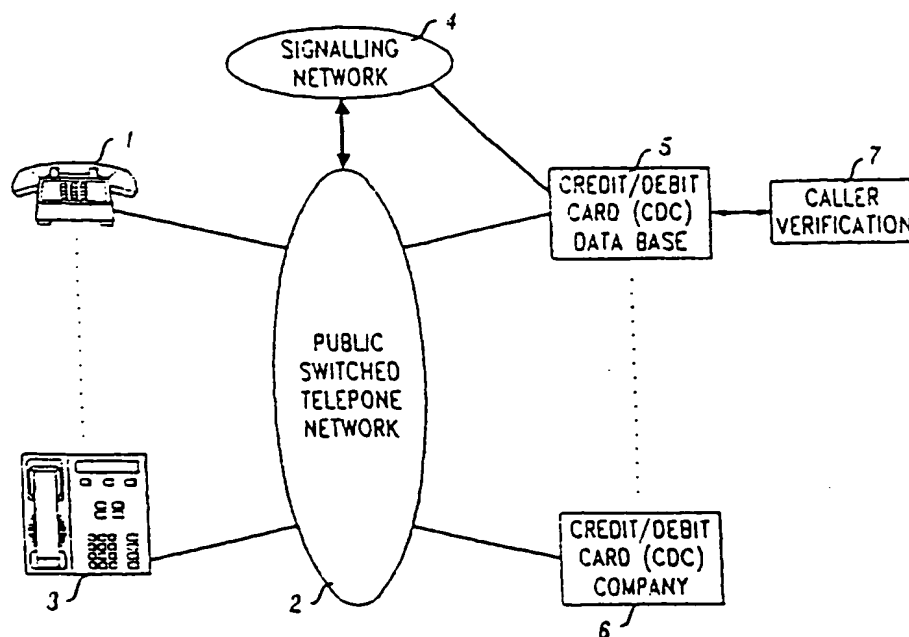 4
SIGNALLING
NETWORK
1
5
CREDIT/DEBIT
CARD (CDC)
DATA BASE
7
CALLER
VERIFICATION
PUBLIC
SWITCHED
TELEPONE
NETWORK
3
2
CREDIT/DEBIT
CARD (CDC)
COMPANY
6